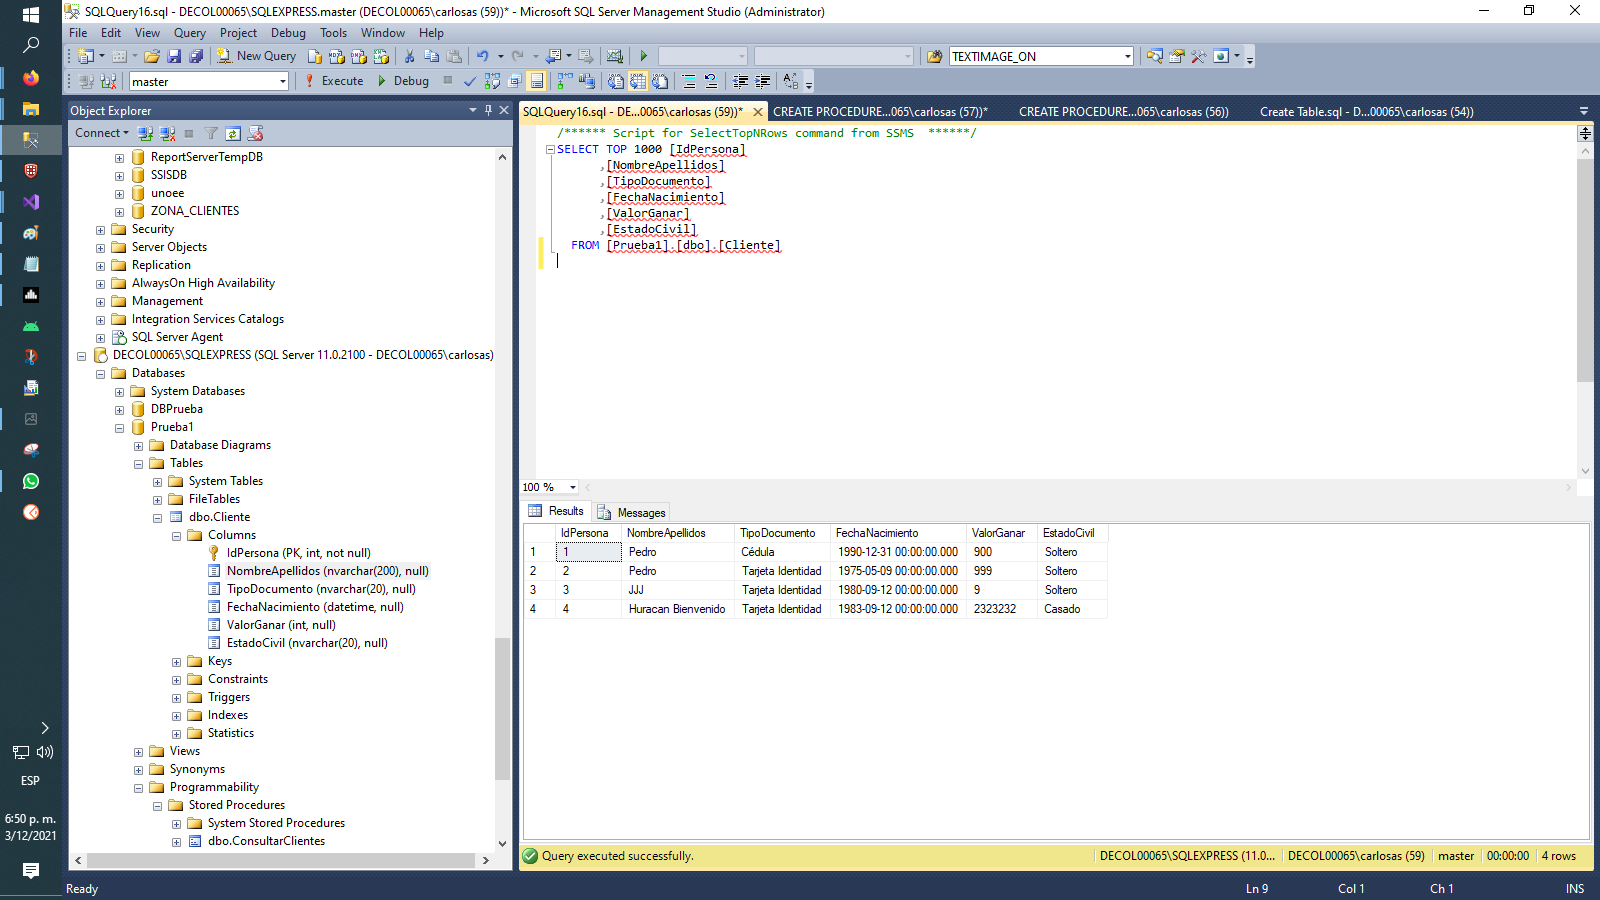 SQLQuery16.sql - DECOL00065\SQLEXPRESS.master (DECOL00065\carlosas (59))* - Microsoft SQL Server Management Studio (Administrator)
File Edit View Query Project Debug Tools Window Help
New Query TEXTIMAGE_ON
master Execute Debug
Object Explorer
Connect
ReportServerTempDB
SSISDB
unoee
ZONA_CLIENTES
Security
Server Objects
Replication
AlwaysOn High Availability
Management
Integration Services Catalogs
SQL Server Agent
DECOL00065\SQLEXPRESS (SQL Server 11.0.2100 - DECOL00065\carlosas)
Databases
System Databases
DBPrueba
Prueba1
Database Diagrams
Tables
System Tables
FileTables
dbo.Cliente
Columns
IdPersona (PK, int, not null)
NombreApellidos (nvarchar(200), null)
TipoDocumento (nvarchar(20), null)
FechaNacimiento (datetime, null)
ValorGanar (int, null)
EstadoCivil (nvarchar(20), null)
Keys
Constraints
Triggers
Indexes
Statistics
Views
Synonyms
Programmability
Stored Procedures
System Stored Procedures
dbo.ConsultarClientes
SQLQuery16.sql - DE...0065\carlosas (59))* CREATE PROCEDURE...065\carlosas (57))* CREATE PROCEDURE...065\carlosas (56)) Create Table.sql - D...00065\carlosas (54))
/****** Script for SelectTopNRows command from SSMS ******/
SELECT TOP 1000 [IdPersona]
,[NombreApellidos]
,[TipoDocumento]
,[FechaNacimiento]
,[ValorGanar]
,[EstadoCivil]
FROM [Prueba1].[dbo].[Cliente]
100 %
Results Messages
IdPersona NombreApellidos TipoDocumento FechaNacimiento ValorGanar EstadoCivil
1 1 Pedro Cédula 1990-12-31 00:00:00.000 900 Soltero
2 2 Pedro Tarjeta Identidad 1975-05-09 00:00:00.000 999 Soltero
3 3 JJJ Tarjeta Identidad 1980-09-12 00:00:00.000 9 Soltero
4 4 Huracan Bienvenido Tarjeta Identidad 1983-09-12 00:00:00.000 2323232 Casado
Query executed successfully. DECOL00065\SQLEXPRESS (11.0... DECOL00065\carlosas (59) master 00:00:00 4 rows
Ready Ln 9 Col 1 Ch 1 INS
ESP
6:50 p. m.
3/12/2021